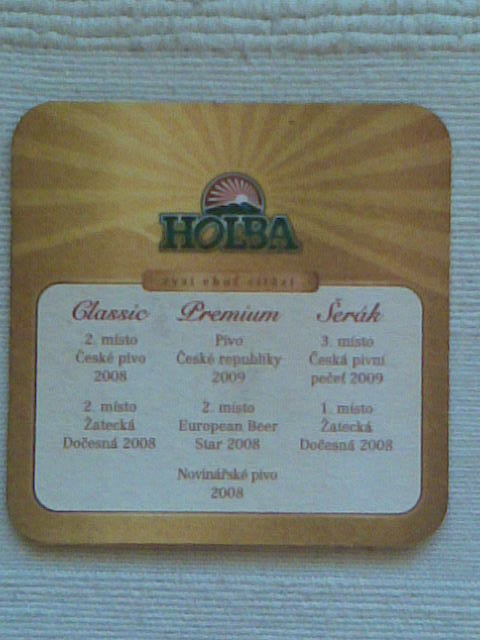 HOLBA
Classic Premium Šerák
2. místo
České pivo
2008
2. místo
Žatecká
Dočesná 2008
Pivo
České republiky
2009
2. místo
European Beer
Star 2008
Novinářské pivo
2008
3. místo
Česká pivní
pečeť 2009
1. místo
Žatecká
Dočesná 2008